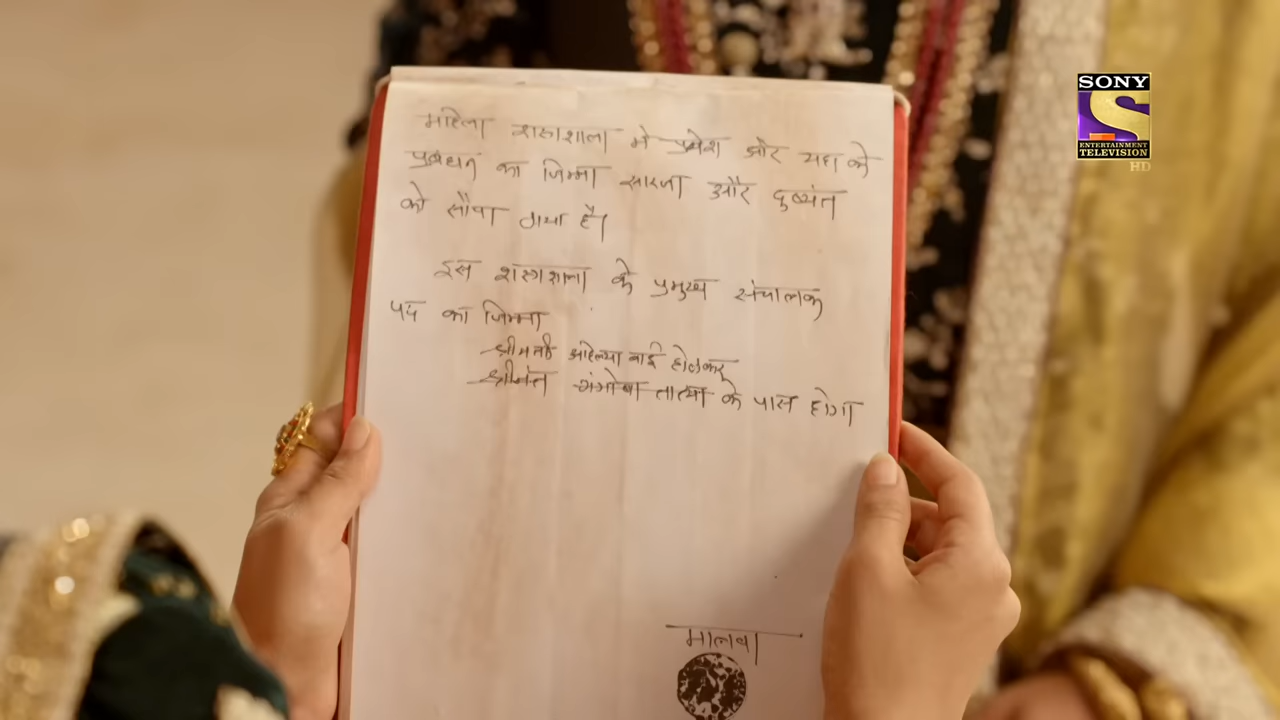 महिला शस्त्रशाला मे प्रवेश और यहा के
प्रबंधन का जिम्मा सारजा और दुष्यंत
को सौंपा गया है।
इस शस्त्रशाला के प्रमुख संचालक
पद का जिम्मा
श्रीमती अहिल्या बाई होलकर
श्रीमंत गंगोबा तात्या के पास होगा
मालवा
SONY
S
ENTERTAINMENT
TELEVISION
HD